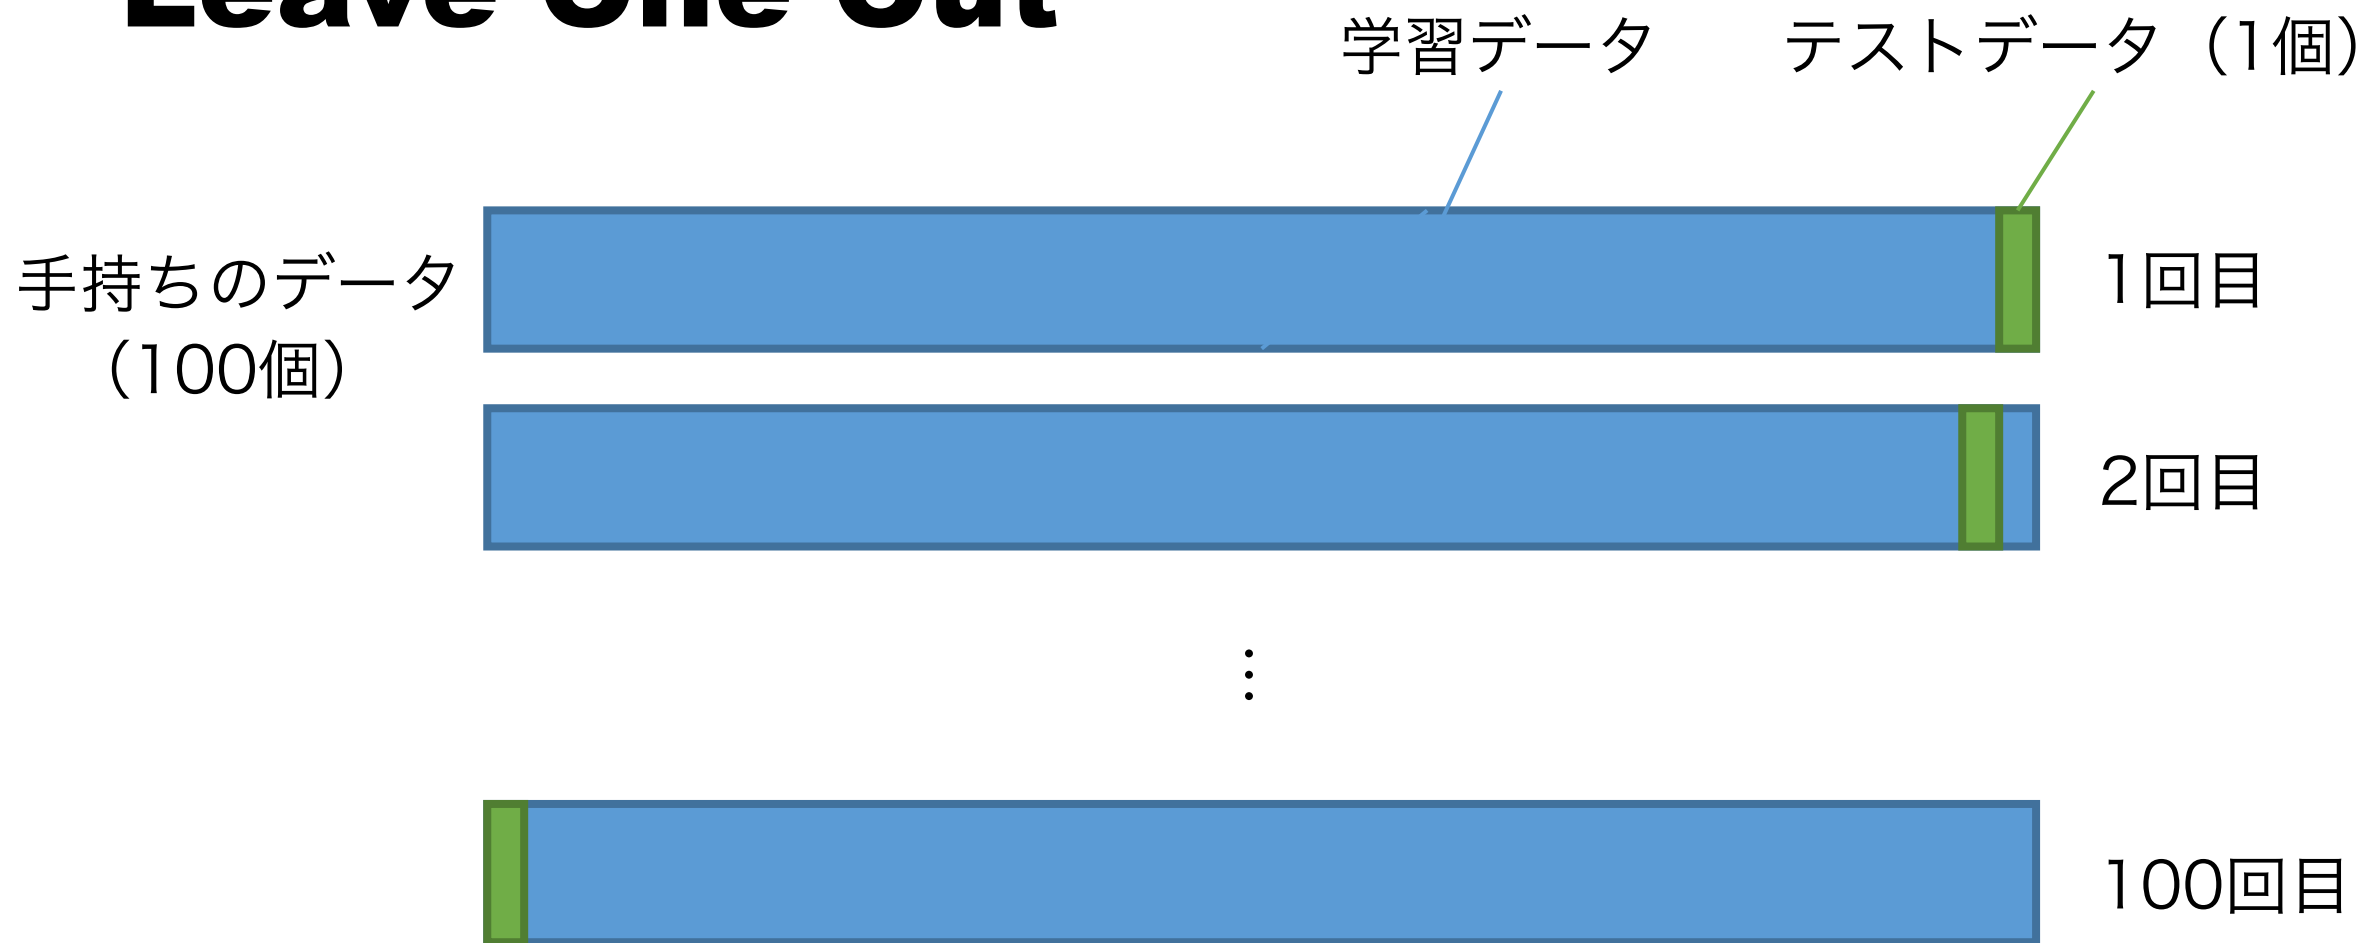 Leave One Out
学習データ
テストデータ（1個）
手持ちのデータ
（100個）
1回目
2回目
⋮
100回目